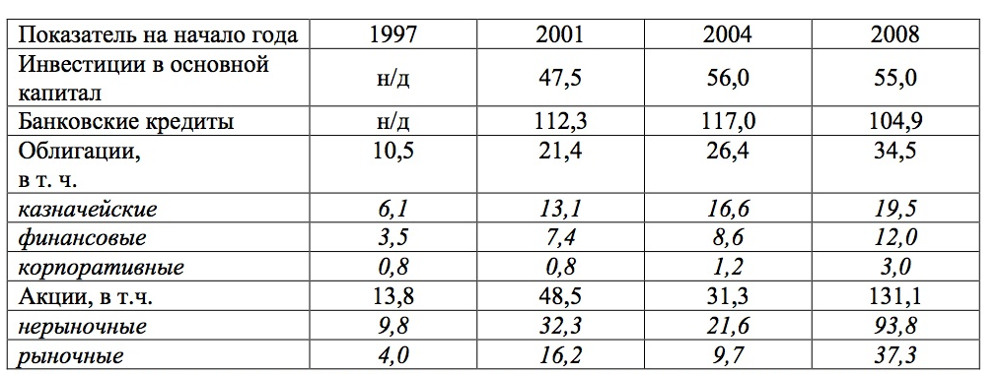 Показатель на начало года 1997 2001 2004 2008
Инвестиции в основной капитал н/д 47,5 56,0 55,0
Банковские кредиты н/д 112,3 117,0 104,9
Облигации, в т. ч. 10,5 21,4 26,4 34,5
казначейские 6,1 13,1 16,6 19,5
финансовые 3,5 7,4 8,6 12,0
корпоративные 0,8 0,8 1,2 3,0
Акции, в т.ч. 13,8 48,5 31,3 131,1
нерыночные 9,8 32,3 21,6 93,8
рыночные 4,0 16,2 9,7 37,3